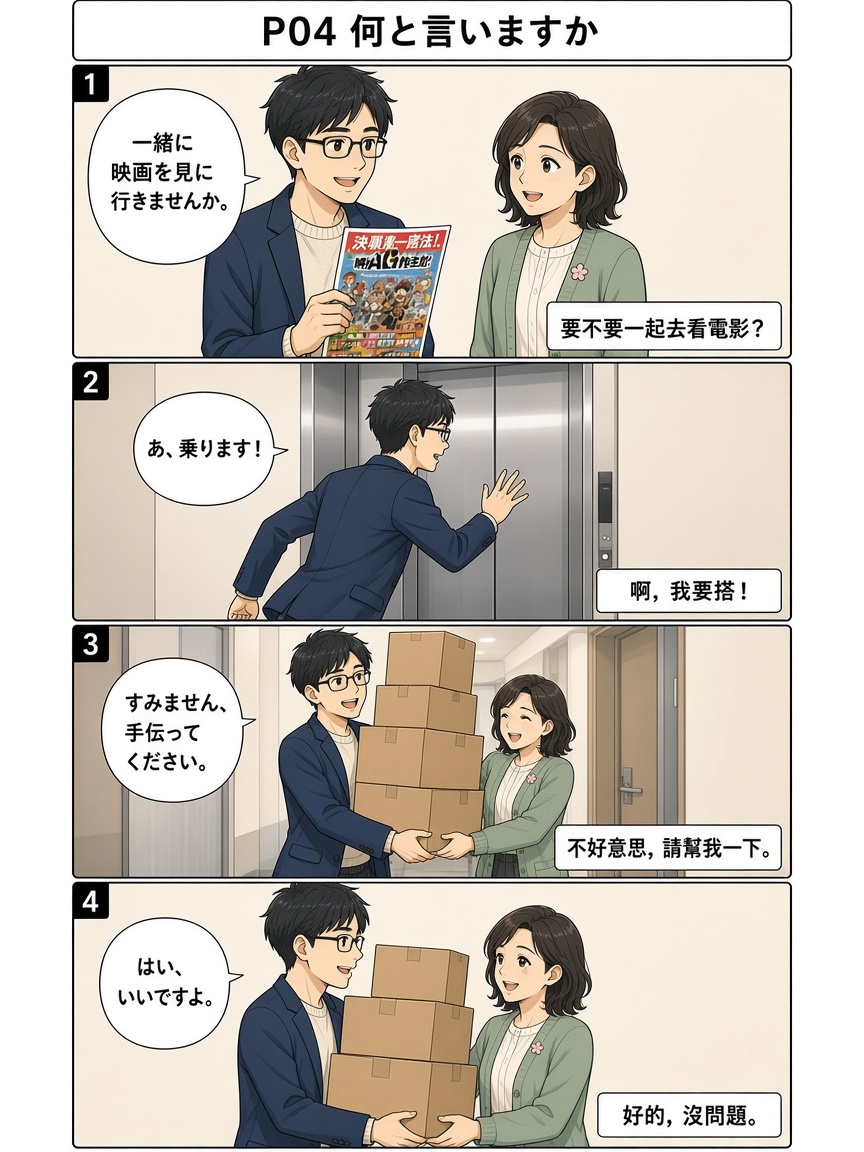 P04 何と言いますか
1
一緒に
映画を見に
行きませんか。
要不要一起去看電影？
2
あ、乗ります！
啊，我要搭！
3
すみません、
手伝って
ください。
不好意思，請幫我一下。
4
はい、
いいですよ。
好的，沒問題。